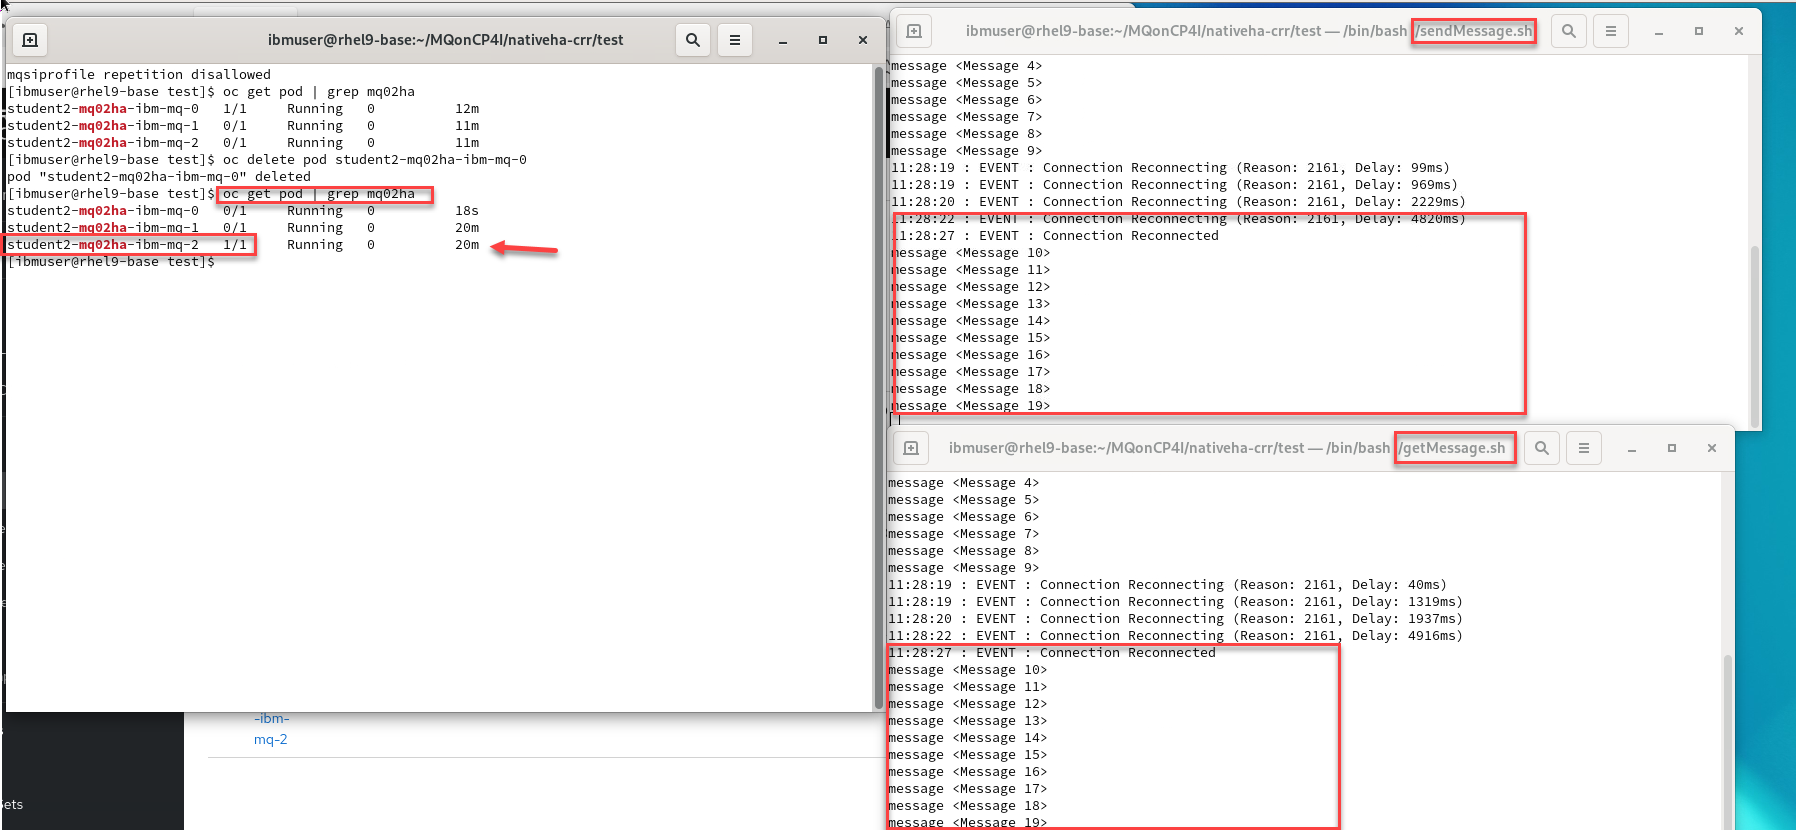 ibmuser@rhel9-base:~/MQonCP4I/nativeha-crr/test
mqsiprofile repetition disallowed
[ibmuser@rhel9-base test]$ oc get pod | grep mq02ha
student2-mq02ha-ibm-mq-0 1/1 Running 0 12m
student2-mq02ha-ibm-mq-1 0/1 Running 0 11m
student2-mq02ha-ibm-mq-2 0/1 Running 0 11m
[ibmuser@rhel9-base test]$ oc delete pod student2-mq02ha-ibm-mq-0
pod "student2-mq02ha-ibm-mq-0" deleted
[ibmuser@rhel9-base test]$ oc get pod | grep mq02ha
student2-mq02ha-ibm-mq-0 0/1 Running 0 18s
student2-mq02ha-ibm-mq-1 0/1 Running 0 20m
student2-mq02ha-ibm-mq-2 1/1 Running 0 20m
[ibmuser@rhel9-base test]$
-ibm-
mq-2
ets
ibmuser@rhel9-base:~/MQonCP4I/nativeha-crr/test — /bin/bash ./sendMessage.sh
message <Message 4>
message <Message 5>
message <Message 6>
message <Message 7>
message <Message 8>
message <Message 9>
11:28:19 : EVENT : Connection Reconnecting (Reason: 2161, Delay: 99ms)
11:28:19 : EVENT : Connection Reconnecting (Reason: 2161, Delay: 969ms)
11:28:20 : EVENT : Connection Reconnecting (Reason: 2161, Delay: 2229ms)
11:28:22 : EVENT : Connection Reconnecting (Reason: 2161, Delay: 4820ms)
11:28:27 : EVENT : Connection Reconnected
message <Message 10>
message <Message 11>
message <Message 12>
message <Message 13>
message <Message 14>
message <Message 15>
message <Message 16>
message <Message 17>
message <Message 18>
message <Message 19>
ibmuser@rhel9-base:~/MQonCP4I/nativeha-crr/test — /bin/bash ./getMessage.sh
message <Message 4>
message <Message 5>
message <Message 6>
message <Message 7>
message <Message 8>
message <Message 9>
11:28:19 : EVENT : Connection Reconnecting (Reason: 2161, Delay: 40ms)
11:28:19 : EVENT : Connection Reconnecting (Reason: 2161, Delay: 1319ms)
11:28:20 : EVENT : Connection Reconnecting (Reason: 2161, Delay: 1937ms)
11:28:22 : EVENT : Connection Reconnecting (Reason: 2161, Delay: 4916ms)
11:28:27 : EVENT : Connection Reconnected
message <Message 10>
message <Message 11>
message <Message 12>
message <Message 13>
message <Message 14>
message <Message 15>
message <Message 16>
message <Message 17>
message <Message 18>
message <Message 19>